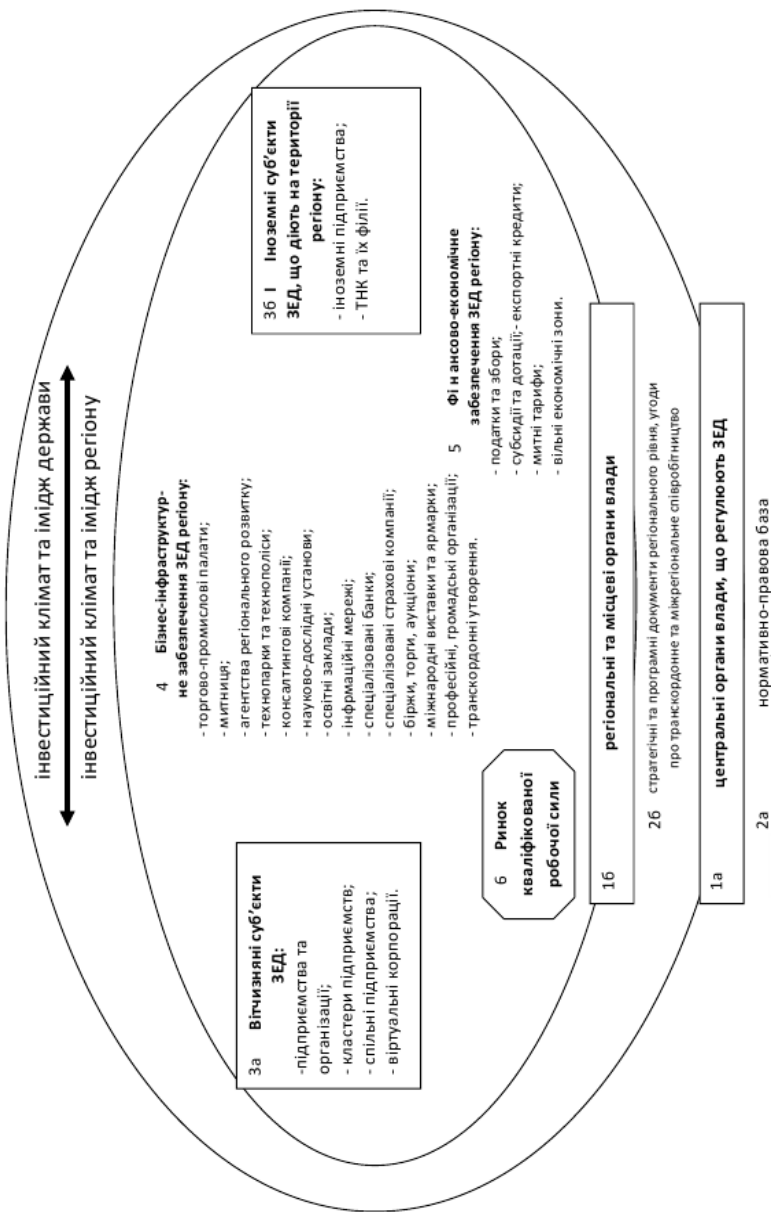 інвестиційний клімат та імідж держави
інвестиційний клімат та імідж регіону
3а Вітчизняні суб’єкти
ЗЕД:
-підприємства та
організації;
- кластери підприємств;
- спільні підприємства;
- віртуальні корпорації.
4 Бізнес-інфраструктур-
не забезпечення ЗЕД регіону:
- торгово-промислові палати;
- митниця;
- агентства регіонального розвитку;
- технопарки та технополіси;
- консалтингові компанії;
- науково-дослідні установи;
- освітні заклади;
- інфрмаційні мережі;
- спеціалізовані банки;
- спеціалізовані страхові компанії;
- біржи, торги, аукціони;
- міжнародні виставки та ярмарки;
- професійні, громадські організації;
- транскордонні утворення.
3б І Іноземні суб’єкти
ЗЕД, що діють на території
регіону:
- іноземні підприємства;
- ТНК та їх філії.
5 Фі н ансово-економічне
забезпечення ЗЕД регіону:
- податки та збори;
- субсидії та дотації;- експортні кредити;
- митні тарифи;
- вільні економічні зони.
6 Ринок
кваліфікованої
робочої сили
1б регіональні та місцеві органи влади
2б стратегічні та програмні документи регіонального рівня, угоди
про транскордонне та міжрегіональне співробітництво
1а центральні органи влади, що регулюють ЗЕД
2а нормативно-правова база